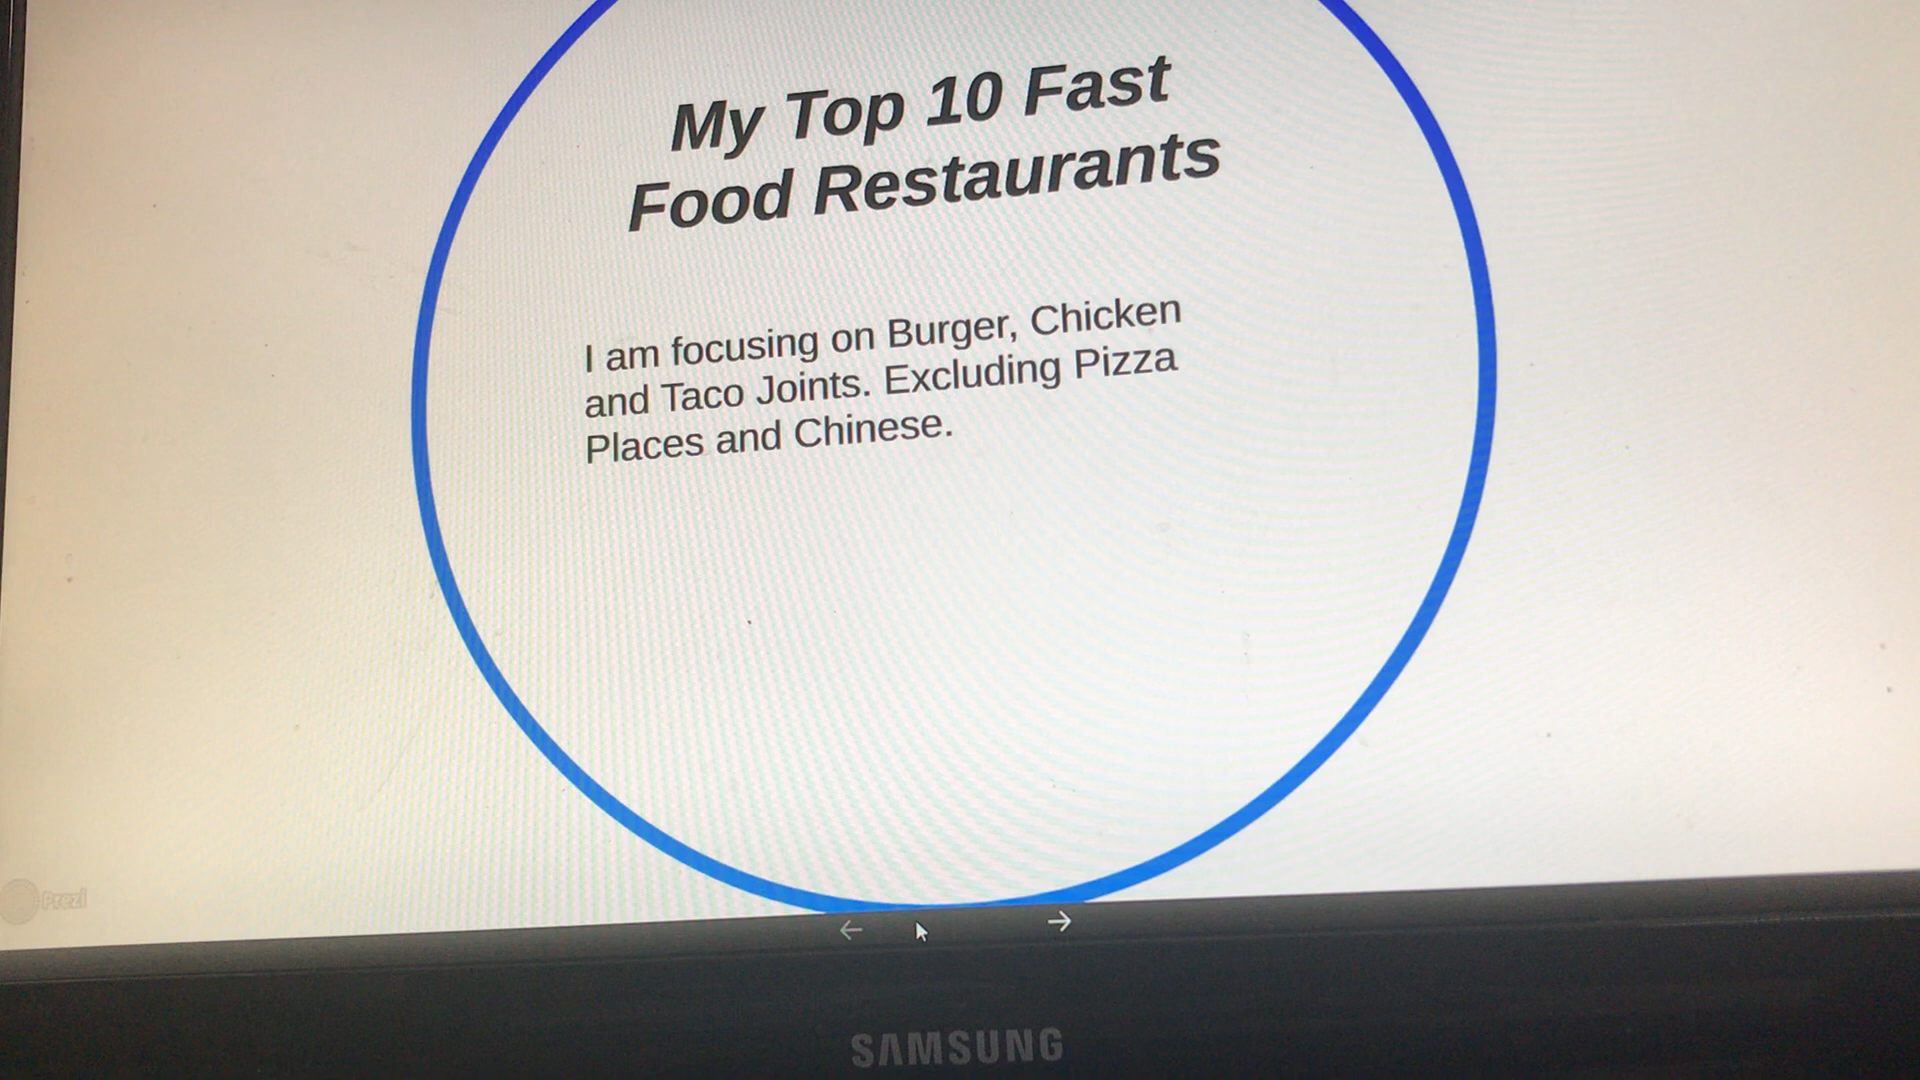 My Top 10 Fast
Food Restaurants
I am focusing on Burger, Chicken
and Taco Joints. Excluding Pizza
Places and Chinese.
Prezi
SAMSUNG